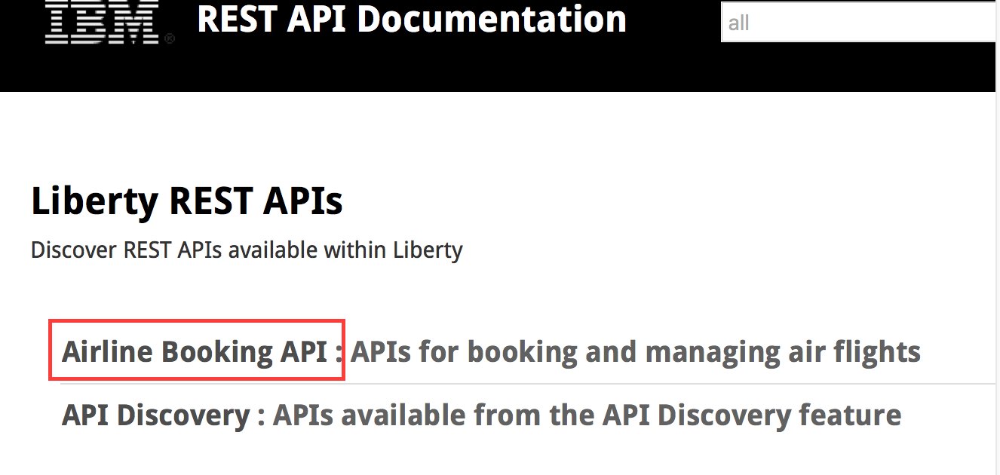 IBM® REST API Documentation all
Liberty REST APIs
Discover REST APIs available within Liberty
Airline Booking API : APIs for booking and managing air flights
API Discovery : APIs available from the API Discovery feature